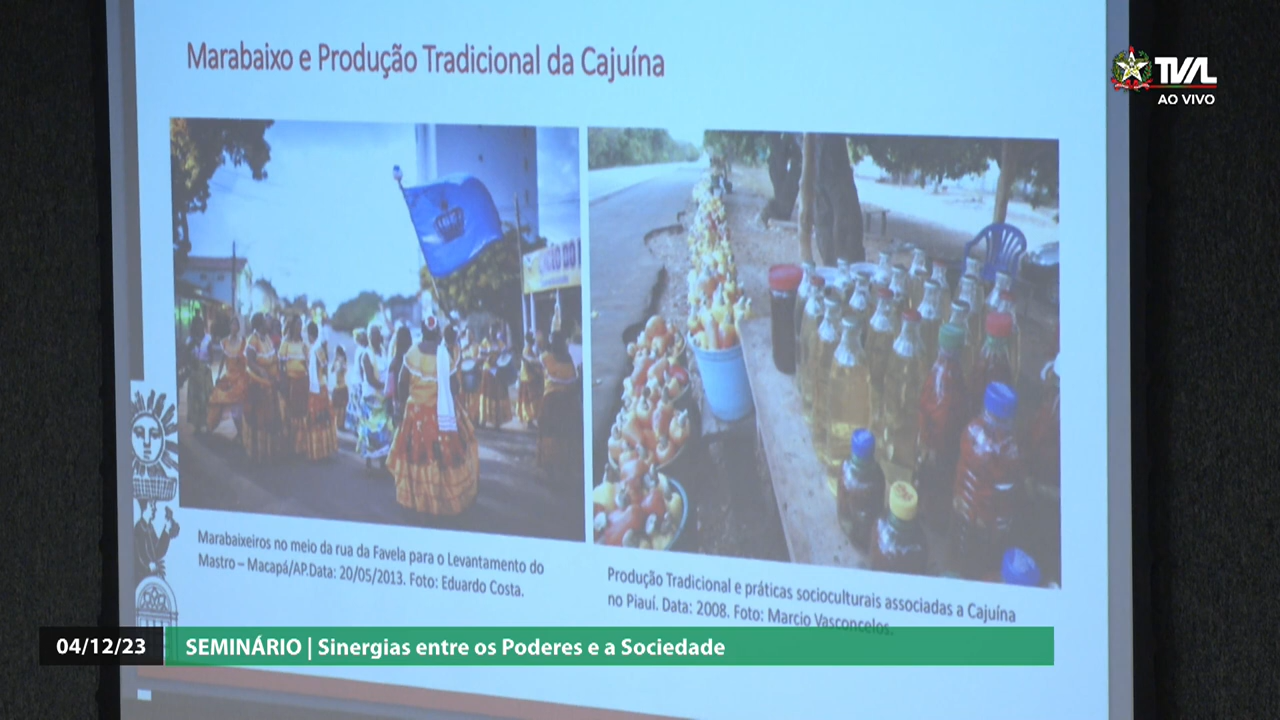 Marabaixo e Produção Tradicional da Cajuína
TVAL
AO VIVO
Marabaixeiros no meio da rua da Favela para o Levantamento do
Mastro – Macapá/AP.Data: 20/05/2013. Foto: Eduardo Costa.
Produção Tradicional e práticas socioculturais associadas a Cajuína
no Piauí. Data: 2008. Foto: Marcio Vasconcelos.
04/12/23
SEMINÁRIO | Sinergias entre os Poderes e a Sociedade